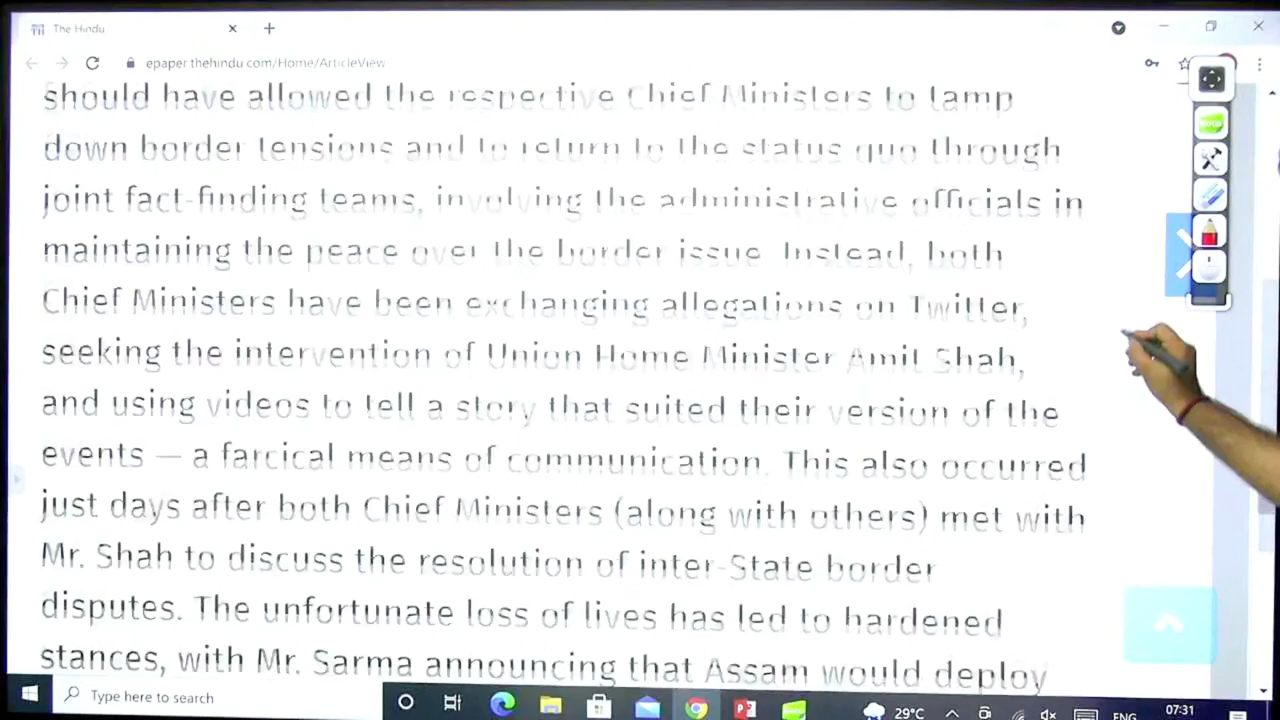 The Hindu
epaper.thehindu.com/Home/ArticleView
should have allowed the respective Chief Ministers to tamp
down border tensions and to return to the status quo through
joint fact-finding teams, involving the administrative officials in
maintaining the peace over the border issue. Instead, both
Chief Ministers have been exchanging allegations on Twitter,
seeking the intervention of Union Home Minister Amit Shah,
and using videos to tell a story that suited their version of the
events — a farcical means of communication. This also occurred
just days after both Chief Ministers (along with others) met with
Mr. Shah to discuss the resolution of inter-State border
disputes. The unfortunate loss of lives has led to hardened
stances, with Mr. Sarma announcing that Assam would deploy
Type here to search
29°C
ENG
07:31